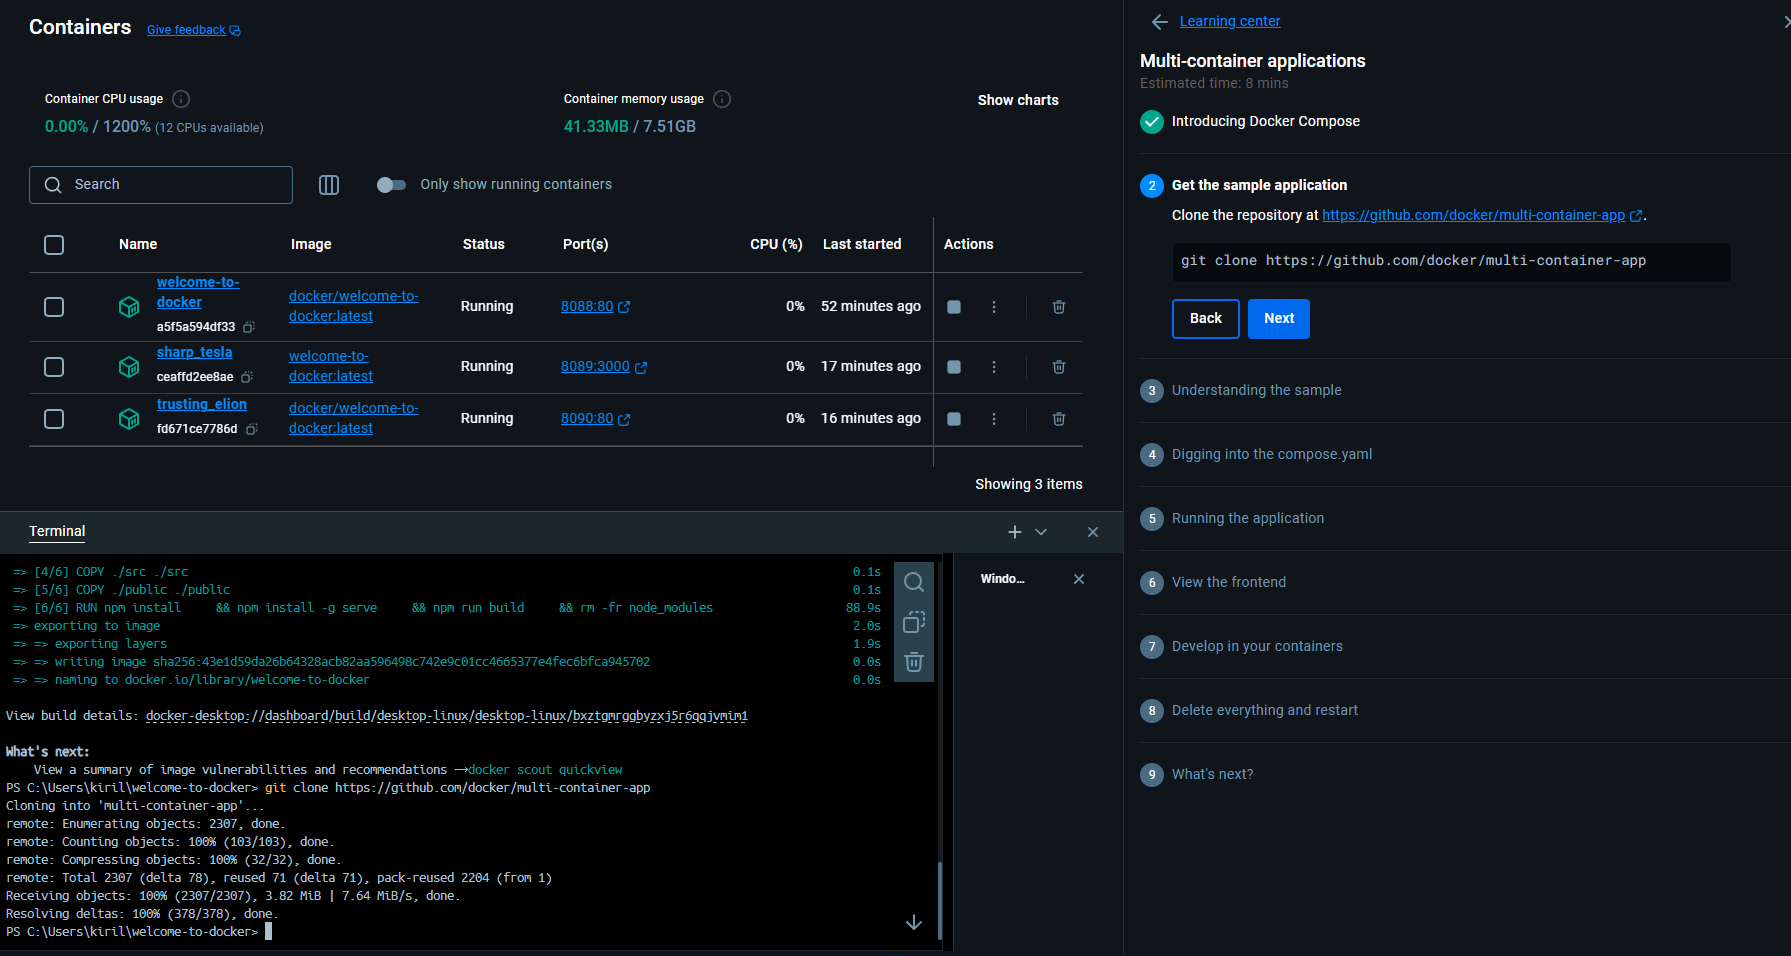 Containers Give feedback
Container CPU usage
0.00% / 1200% (12 CPUs available)
Container memory usage
41.33MB / 7.51GB
Show charts
Search
Only show running containers
Name Image Status Port(s) CPU (%) Last started Actions
welcome-to-
docker
a5f5a594df33
docker/welcome-to-
docker:latest
Running
8088:80
0%
52 minutes ago
sharp_tesla
ceaffd2ee8ae
welcome-to-
docker:latest
Running
8089:3000
0%
17 minutes ago
trusting_elion
fd671ce7786d
docker/welcome-to-
docker:latest
Running
8090:80
0%
16 minutes ago
Showing 3 items
Terminal
=> [4/6] COPY ./src ./src 0.1s
=> [5/6] COPY ./public ./public 0.1s
=> [6/6] RUN npm install && npm install -g serve && npm run build && rm -fr node_modules 88.9s
=> exporting to image 2.0s
=> => exporting layers 1.9s
=> => writing image sha256:43e1d59da26b64328acb82aa596498c742e9c01cc4665377e4fec6bfca945702 0.0s
=> => naming to docker.io/library/welcome-to-docker 0.0s
View build details: docker-desktop://dashboard/build/desktop-linux/desktop-linux/bxztgmrggbyzxj5r6qqjvmim1
What's next:
View a summary of image vulnerabilities and recommendations → docker scout quickview
PS C:\Users\kiril\welcome-to-docker> git clone https://github.com/docker/multi-container-app
Cloning into 'multi-container-app'...
remote: Enumerating objects: 2307, done.
remote: Counting objects: 100% (103/103), done.
remote: Compressing objects: 100% (32/32), done.
remote: Total 2307 (delta 78), reused 71 (delta 71), pack-reused 2204 (from 1)
Receiving objects: 100% (2307/2307), 3.82 MiB | 7.64 MiB/s, done.
Resolving deltas: 100% (378/378), done.
PS C:\Users\kiril\welcome-to-docker>
Windo...
Learning center
Multi-container applications
Estimated time: 8 mins
Introducing Docker Compose
2 Get the sample application
Clone the repository at https://github.com/docker/multi-container-app .
git clone https://github.com/docker/multi-container-app
Back Next
3 Understanding the sample
4 Digging into the compose.yaml
5 Running the application
6 View the frontend
7 Develop in your containers
8 Delete everything and restart
9 What's next?